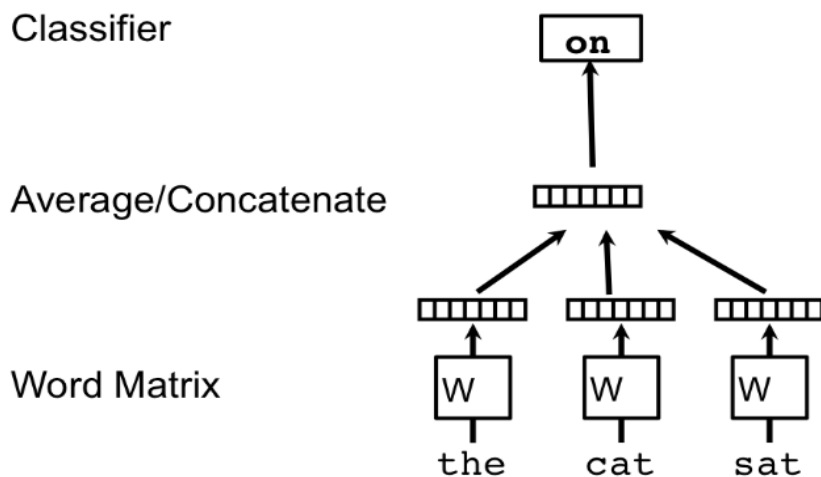 Classifier
on
Average/Concatenate
Word Matrix
W W W
the cat sat